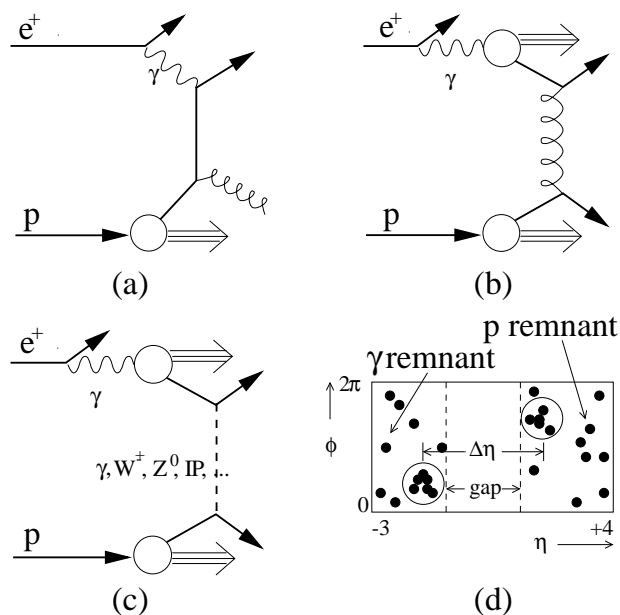 e⁺
γ
p
(a)
e⁺
γ
p
(b)
e⁺
γ
γ, W±, Z⁰, IP, ...
p
(c)
p remnant
γ remnant
2π
ϕ
Δη
gap
0
-3
η
+4
(d)